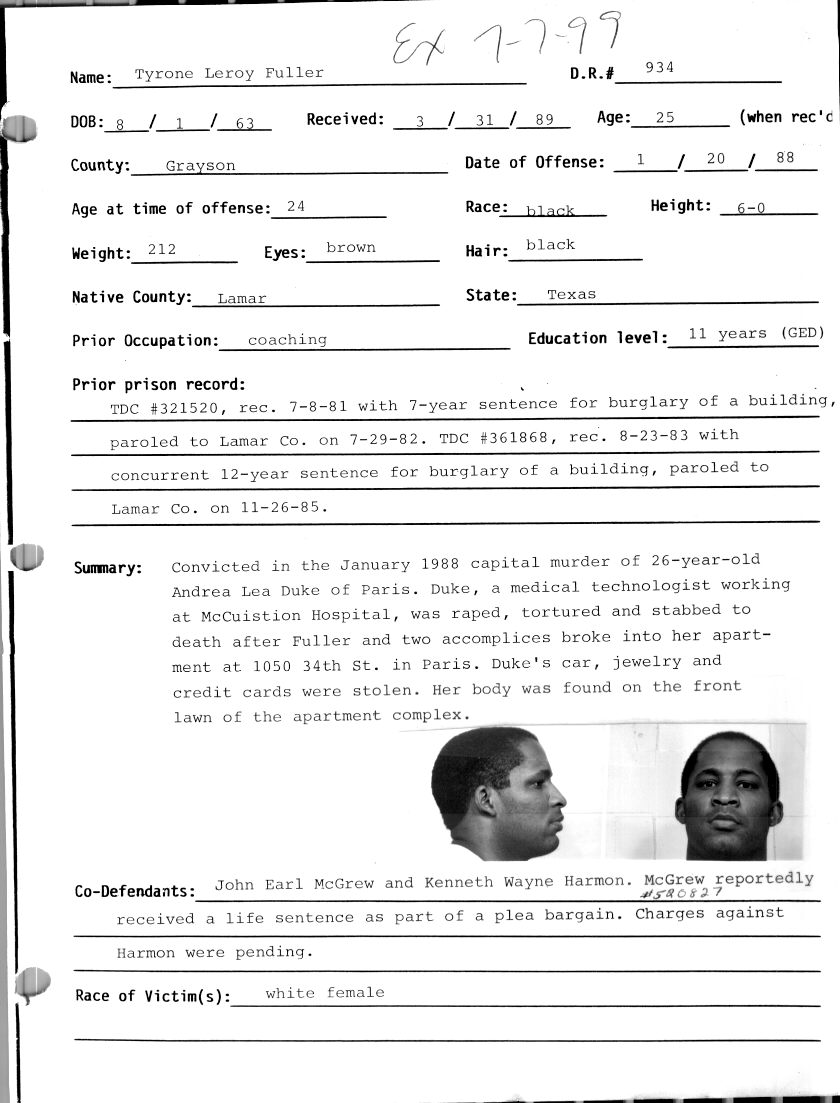 Ex 7-7-99
Name: Tyrone Leroy Fuller D.R.# 934
DOB: 8 / 1 / 63 Received: 3 / 31 / 89 Age: 25 (when rec'd
County: Grayson Date of Offense: 1 / 20 / 88
Age at time of offense: 24 Race: black Height: 6-0
Weight: 212 Eyes: brown Hair: black
Native County: Lamar State: Texas
Prior Occupation: coaching Education level: 11 years (GED)
Prior prison record:
TDC #321520, rec. 7-8-81 with 7-year sentence for burglary of a building,
paroled to Lamar Co. on 7-29-82. TDC #361868, rec. 8-23-83 with
concurrent 12-year sentence for burglary of a building, paroled to
Lamar Co. on 11-26-85.
Summary: Convicted in the January 1988 capital murder of 26-year-old
Andrea Lea Duke of Paris. Duke, a medical technologist working
at McCuistion Hospital, was raped, tortured and stabbed to
death after Fuller and two accomplices broke into her apart-
ment at 1050 34th St. in Paris. Duke's car, jewelry and
credit cards were stolen. Her body was found on the front
lawn of the apartment complex.
Co-Defendants: John Earl McGrew and Kenneth Wayne Harmon. McGrew reportedly
#520827
received a life sentence as part of a plea bargain. Charges against
Harmon were pending.
Race of Victim(s): white female